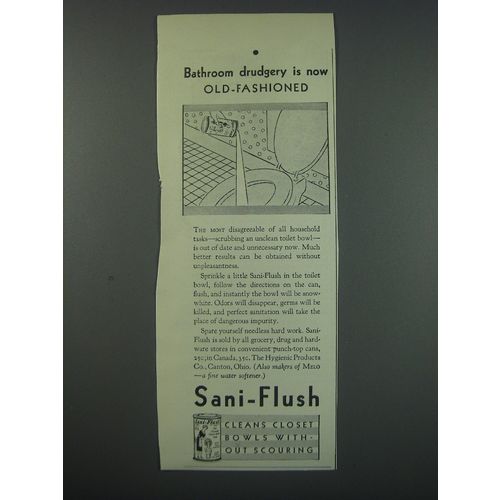 Bathroom drudgery is now
OLD-FASHIONED
THE MOST disagreeable of all household
tasks—scrubbing an unclean toilet bowl—
is out of date and unnecessary now. Much
better results can be obtained without
unpleasantness.
Sprinkle a little Sani-Flush in the toilet
bowl, follow the directions on the can,
flush, and instantly the bowl will be snow-
white. Odors will disappear, germs will be
killed, and perfect sanitation will take the
place of dangerous impurity.
Spare yourself needless hard work. Sani-
Flush is sold by all grocery, drug and hard-
ware stores in convenient punch-top cans,
25c; in Canada, 35c. The Hygienic Products
Co., Canton, Ohio. (Also makers of MELO
—a fine water softener.)
Sani-Flush
Sani-Flush
CLEANS CLOSET
BOWLS WITH-
OUT SCOURING